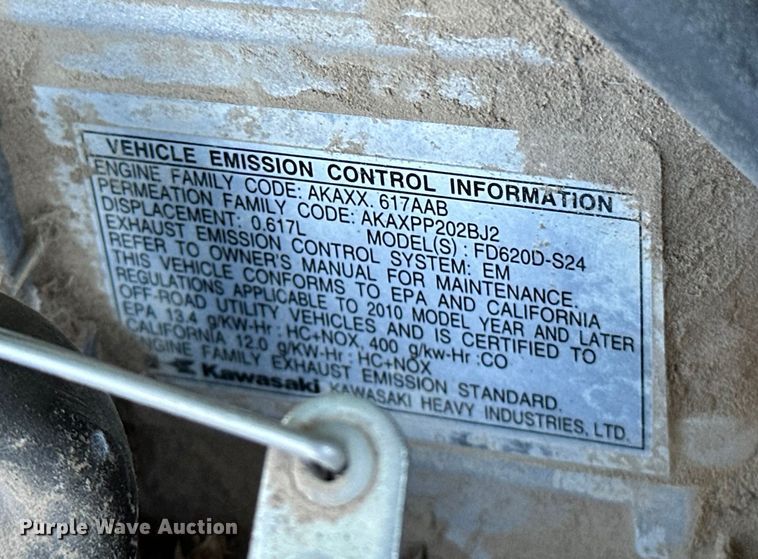 VEHICLE EMISSION CONTROL INFORMATION
ENGINE FAMILY CODE: AKAXX.617AAB
PERMEATION FAMILY CODE: AKAXPP202BJ2
DISPLACEMENT: 0.617L MODEL(S): FD620D-S24
EXHAUST EMISSION CONTROL SYSTEM: EM
REFER TO OWNER'S MANUAL FOR MAINTENANCE.
THIS VEHICLE CONFORMS TO EPA AND CALIFORNIA
REGULATIONS APPLICABLE TO 2010 MODEL YEAR AND LATER
OFF-ROAD UTILITY VEHICLES AND IS CERTIFIED TO
EPA 13.4 g/KW-Hr: HC+NOX, 400 g/kw-Hr:CO
CALIFORNIA 12.0 g/KW-Hr: HC+NOX
ENGINE FAMILY EXHAUST EMISSION STANDARD.
Kawasaki KAWASAKI HEAVY INDUSTRIES, LTD.
Purple Wave Auction